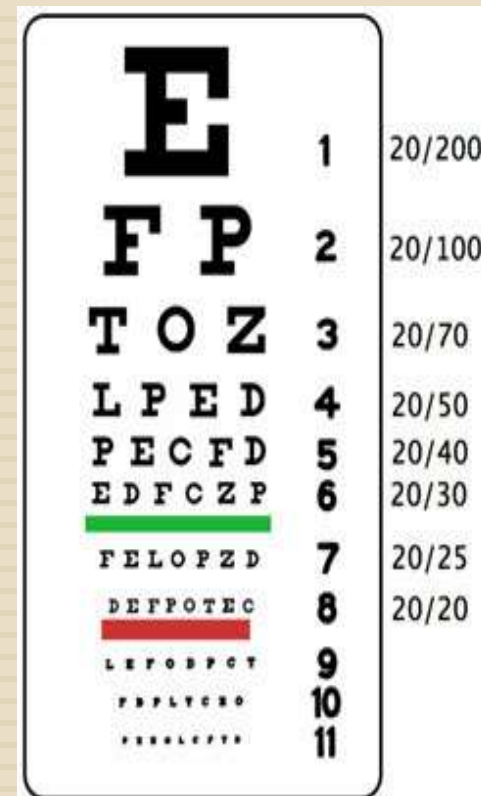 E 1 20/200
F P 2 20/100
T O Z 3 20/70
L P E D 4 20/50
P E C F D 5 20/40
E D F C Z P 6 20/30
F E L O P Z D 7 20/25
D E F P O T E C 8 20/20
L E F O D P C T 9
10
11